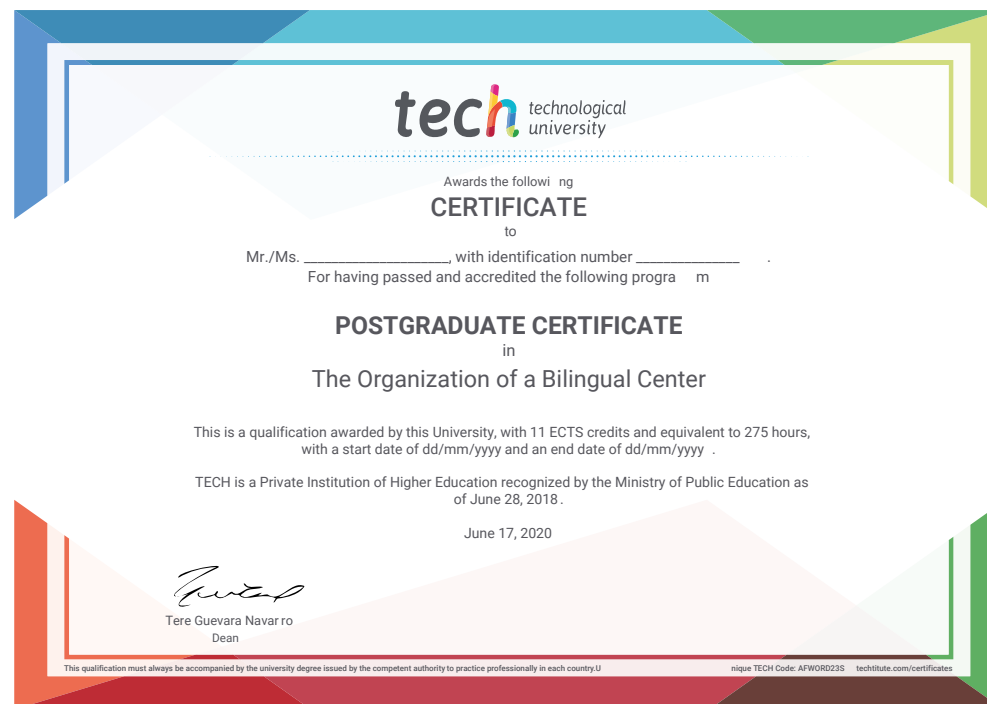 tech technological
university
Awards the followi ng
CERTIFICATE
to
Mr./Ms. ____________________, with identification number ______________ .
For having passed and accredited the following progra m
POSTGRADUATE CERTIFICATE
in
The Organization of a Bilingual Center
This is a qualification awarded by this University, with 11 ECTS credits and equivalent to 275 hours,
with a start date of dd/mm/yyyy and an end date of dd/mm/yyyy .
TECH is a Private Institution of Higher Education recognized by the Ministry of Public Education as
of June 28, 2018 .
June 17, 2020
Tere Guevara Navar ro
Dean
This qualification must always be accompanied by the university degree issued by the competent authority to practice professionally in each country.U nique TECH Code: AFWORD23S techtitute.com/certificates